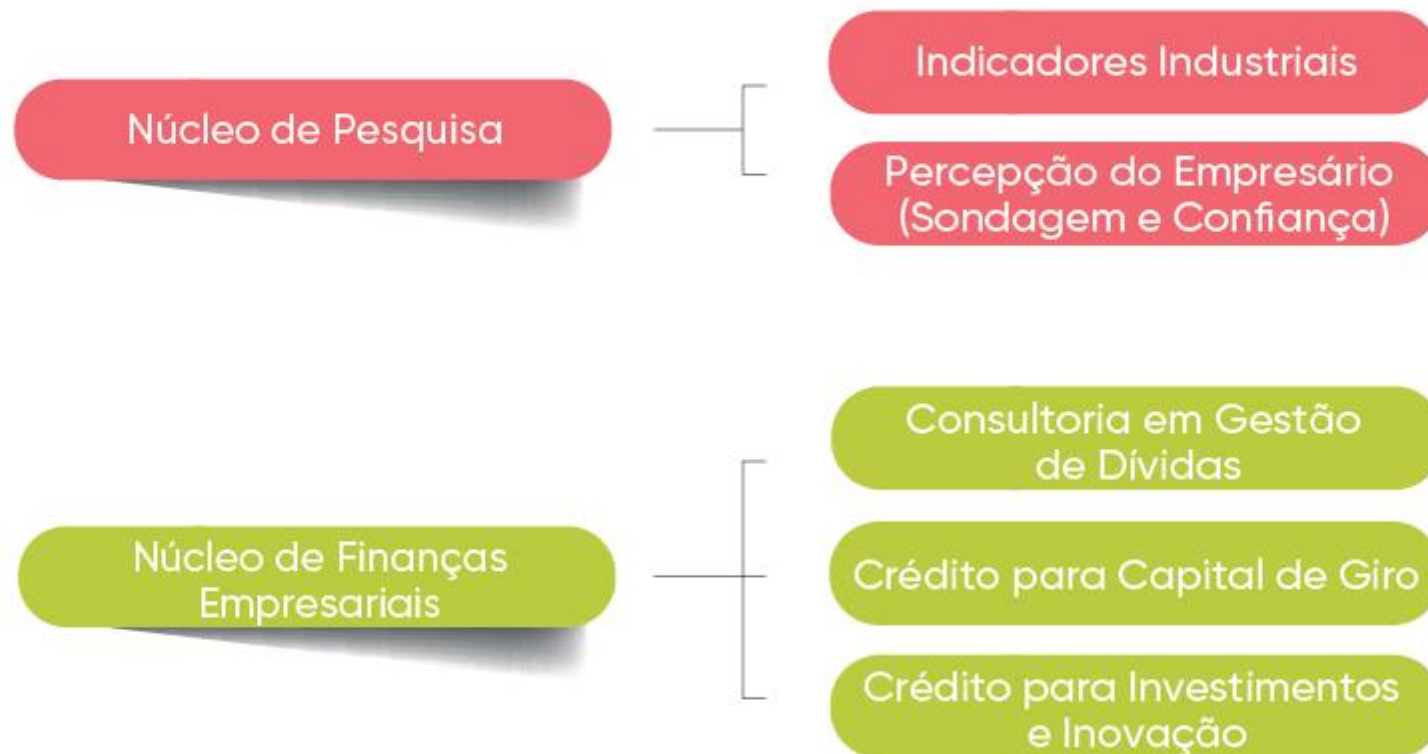 Núcleo de Pesquisa
Indicadores Industriais
Percepção do Empresário
(Sondagem e Confiança)
Núcleo de Finanças
Empresariais
Consultoria em Gestão
de Dívidas
Crédito para Capital de Giro
Crédito para Investimentos
e Inovação